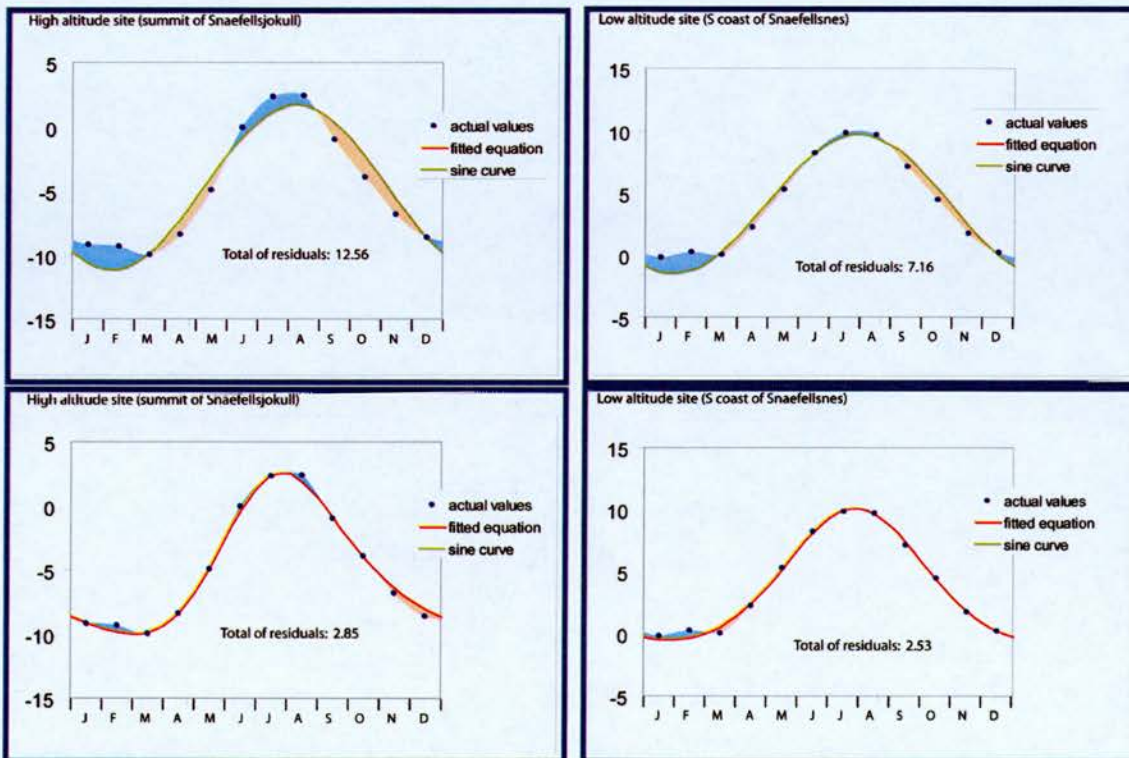 High altitude site (summit of Snaefellsjokull)
5
0
-5
-10
-15
J F M A M J J A S O N D
actual values
fitted equation
sine curve
Total of residuals: 12.56
Low altitude site (S coast of Snaefellsnes)
15
10
5
0
-5
J F M A M J J A S O N D
actual values
fitted equation
sine curve
Total of residuals: 7.16
High altitude site (summit of Snaefellsjokull)
5
0
-5
-10
-15
J F M A M J J A S O N D
actual values
fitted equation
sine curve
Total of residuals: 2.85
Low altitude site (S coast of Snaefellsnes)
15
10
5
0
-5
J F M A M J J A S O N D
actual values
fitted equation
sine curve
Total of residuals: 2.53